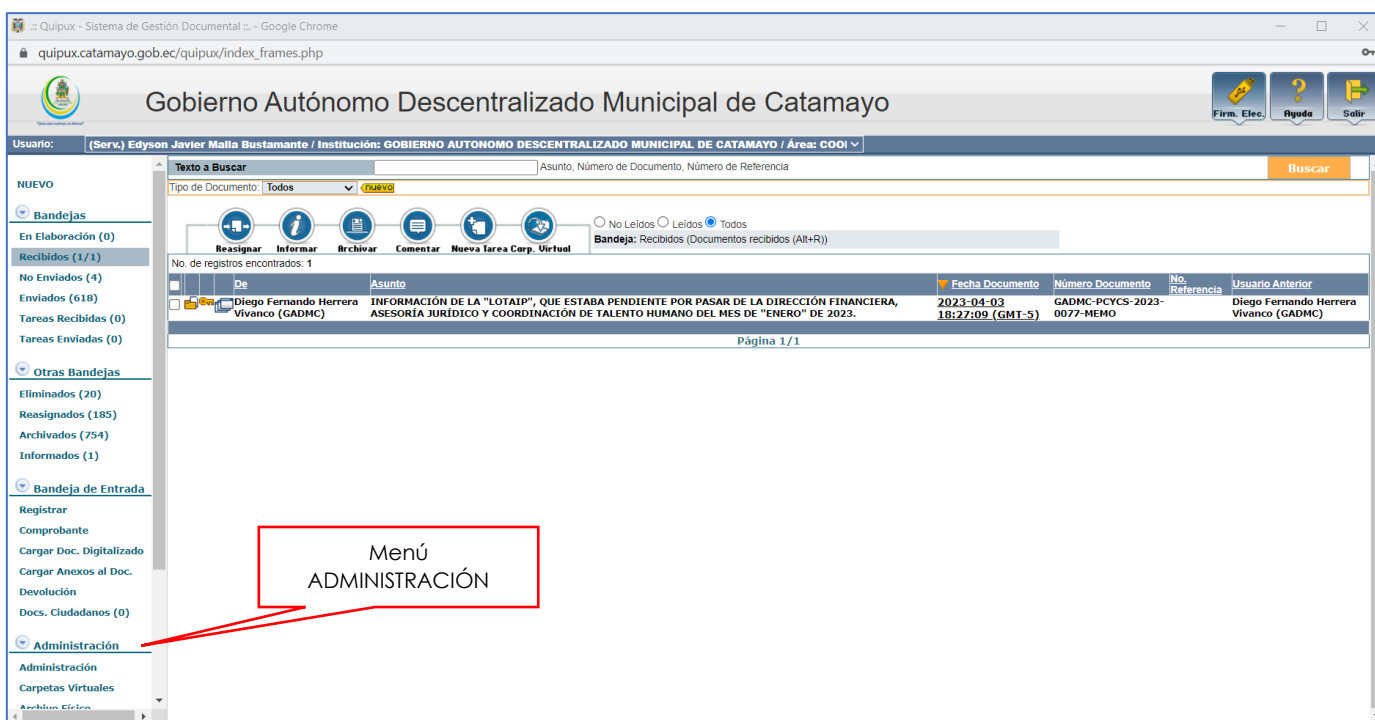 .:: Quipux - Sistema de Gestión Documental ::. - Google Chrome
quipux.catamayo.gob.ec/quipux/index_frames.php
Gobierno Autónomo Descentralizado Municipal de Catamayo
Firm. Elec. Ayuda Salir
Usuario: (Serv.) Edyson Javier Malla Bustamante / Institución: GOBIERNO AUTONOMO DESCENTRALIZADO MUNICIPAL DE CATAMAYO / Área: COOI
NUEVO
Bandejas
En Elaboración (0)
Recibidos (1/1)
No Enviados (4)
Enviados (618)
Tareas Recibidas (0)
Tareas Enviadas (0)
Otras Bandejas
Eliminados (20)
Reasignados (185)
Archivados (754)
Informados (1)
Bandeja de Entrada
Registrar
Comprobante
Cargar Doc. Digitalizado
Cargar Anexos al Doc.
Devolución
Docs. Ciudadanos (0)
Administración
Administración
Carpetas Virtuales
Archivo Físico
Texto a Buscar Asunto, Número de Documento, Número de Referencia Buscar
Tipo de Documento: Todos nuevo
Reasignar Informar Archivar Comentar Nueva Tarea Carp. Virtual
No Leídos Leídos Todos
Bandeja: Recibidos (Documentos recibidos (Alt+R))
No. de registros encontrados: 1
De Asunto Fecha Documento Número Documento No. Referencia Usuario Anterior
Diego Fernando Herrera INFORMACIÓN DE LA "LOTAIP", QUE ESTABA PENDIENTE POR PASAR DE LA DIRECCIÓN FINANCIERA, 2023-04-03 GADMC-PCYCS-2023- Diego Fernando Herrera
Vivanco (GADMC) ASESORÍA JURÍDICO Y COORDINACIÓN DE TALENTO HUMANO DEL MES DE "ENERO" DE 2023. 18:27:09 (GMT-5) 0077-MEMO Vivanco (GADMC)
Página 1/1
Menú
ADMINISTRACIÓN